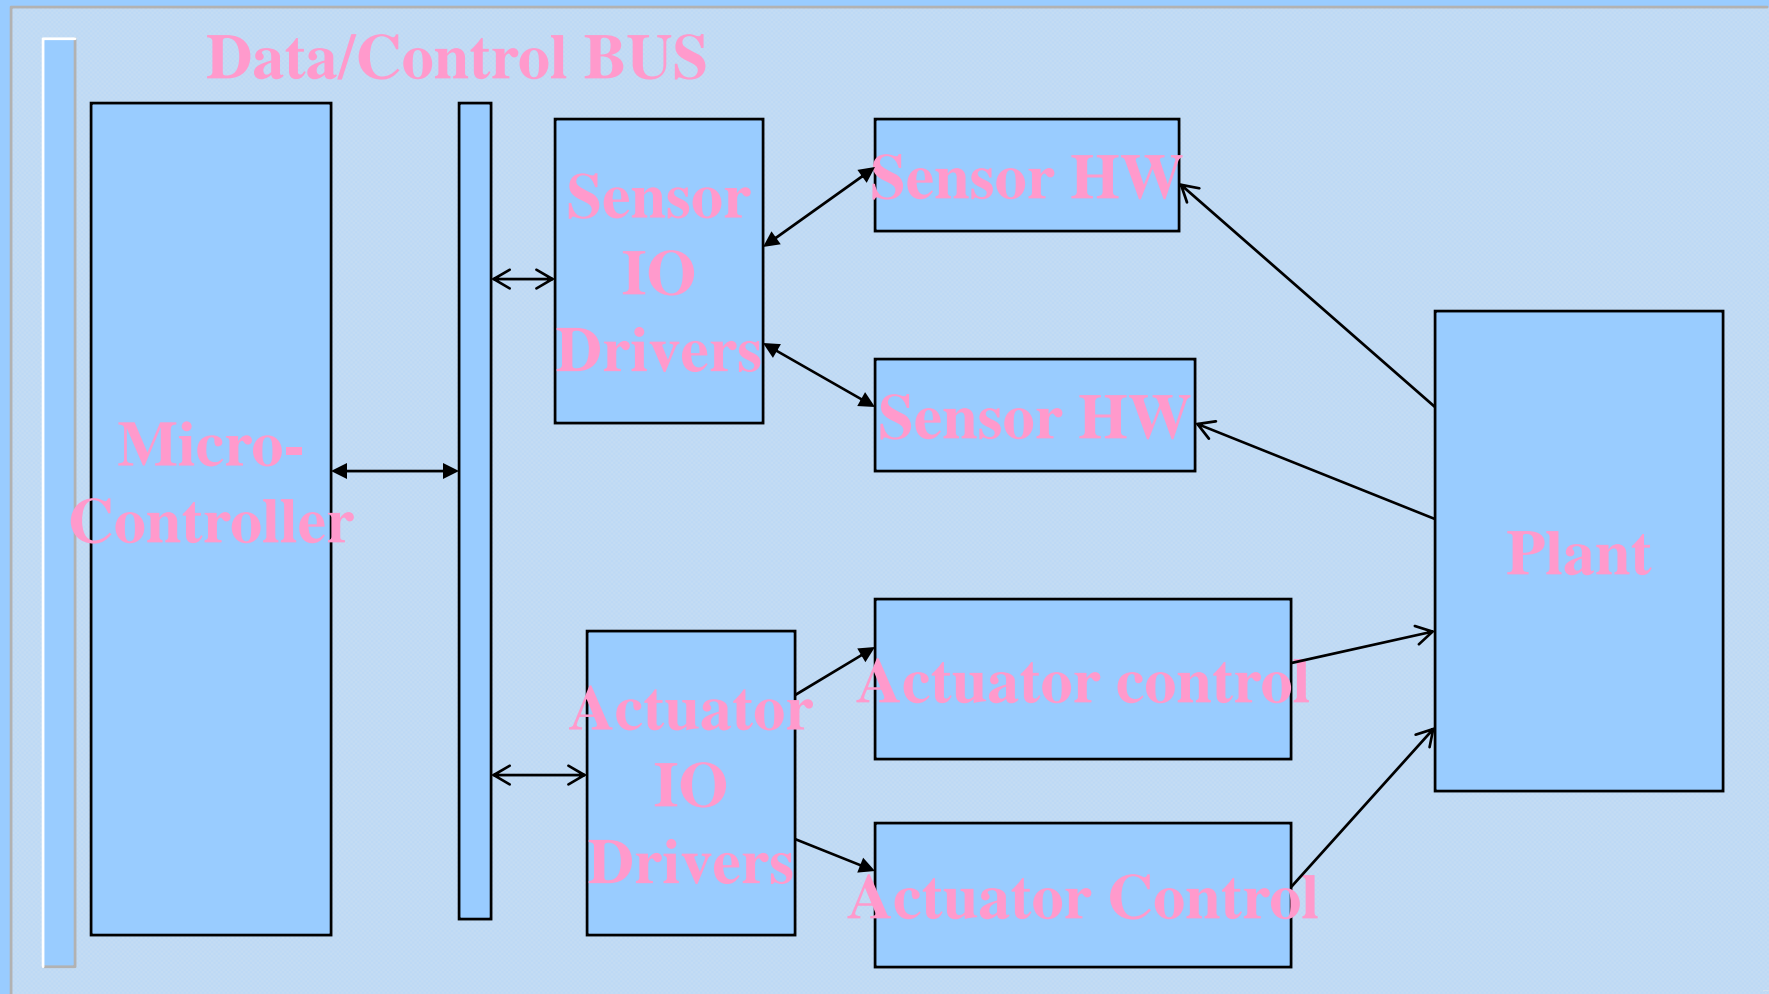 Data/Control BUS
Micro-
Controller
Sensor
IO
Drivers
Sensor HW
Sensor HW
Actuator
IO
Drivers
Actuator control
Actuator Control
Plant